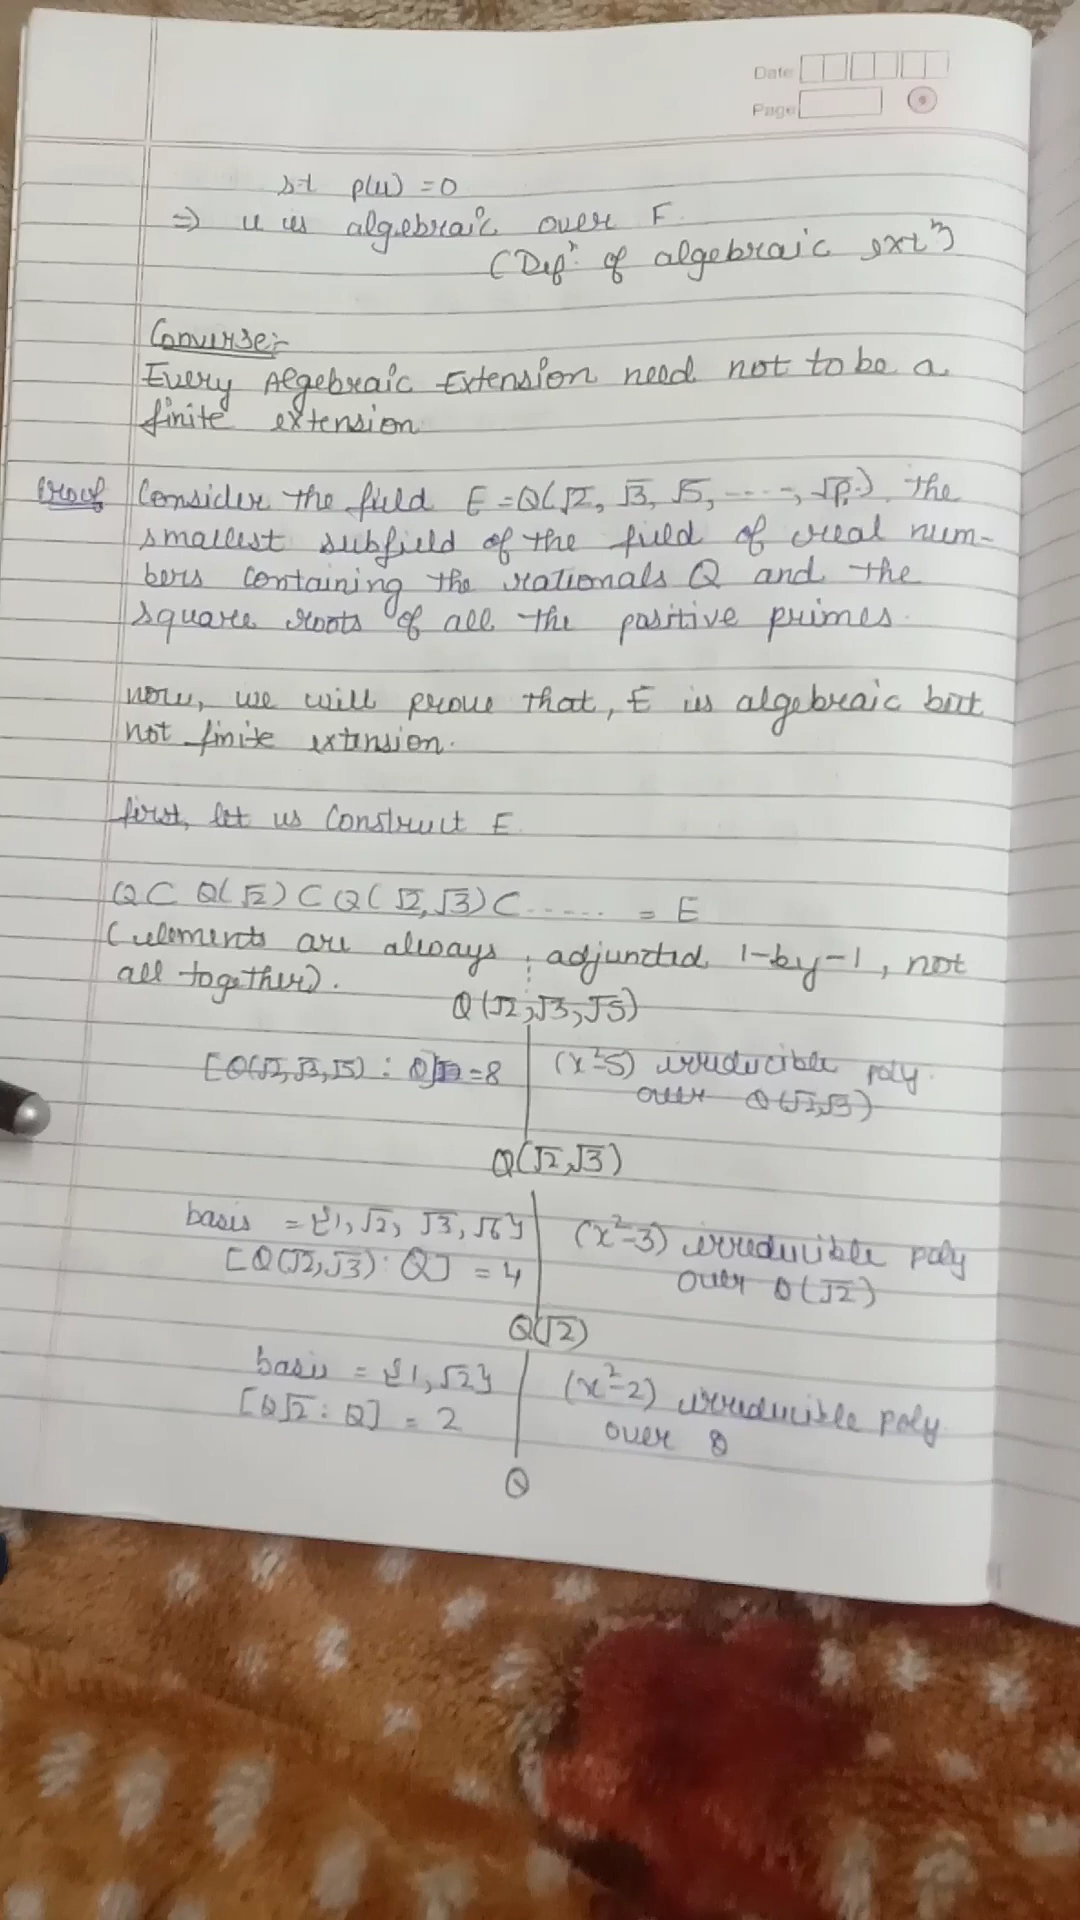 Date
Page
s.t p(u) = 0
⇒ u is algebraic over F.
(Defⁿ: of algebraic extⁿ)
Converse:-
Every Algebraic Extension need not to be a
finite extension
Proof Consider the field E = Q(√2, √3, √5, -----, √pᵢ..). The
smallest subfield of the field of real num-
bers containing the rationals Q and the
square roots of all the positive primes.
now, we will prove that, E is algebraic but
not finite extension.
first, let us construct E.
Q ⊂ Q(√2) ⊂ Q(√2,√3) ⊂ ...... = E
(elements are always adjuncted 1-by-1, not
all together).
Q(√2,√3,√5)
[Q(√2,√3,√5) : Q] = 8 (x²-5) irreducible poly.
over Q(√2,√3)
Q(√2,√3)
basis = {1, √2, √3, √6} (x²-3) irreducible poly
[Q(√2,√3) : Q] = 4 over Q(√2)
Q(√2)
basis = {1, √2} (x²-2) irreducible poly.
[Q√2 : Q] = 2 over Q
Q